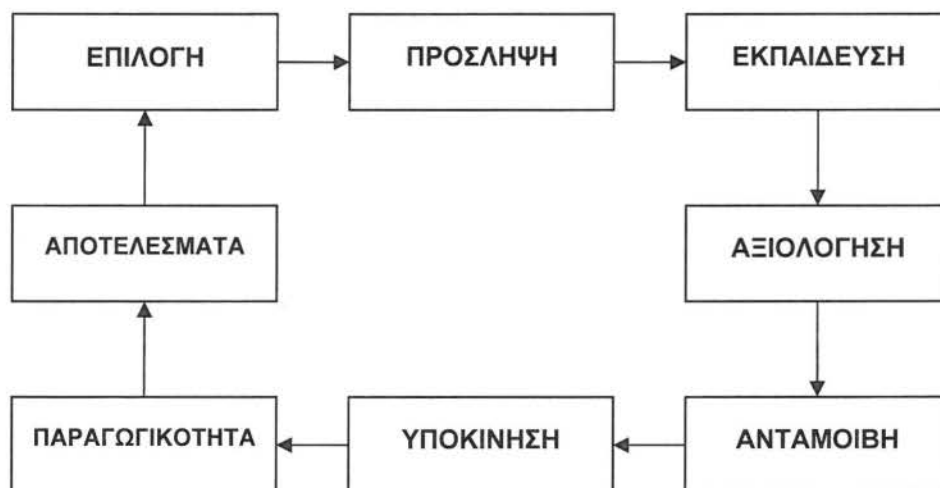 ΕΠΙΛΟΓΗ
ΠΡΟΣΛΗΨΗ
ΕΚΠΑΙΔΕΥΣΗ
ΑΠΟΤΕΛΕΣΜΑΤΑ
ΑΞΙΟΛΟΓΗΣΗ
ΠΑΡΑΓΩΓΙΚΟΤΗΤΑ
ΥΠΟΚΙΝΗΣΗ
ΑΝΤΑΜΟΙΒΗ